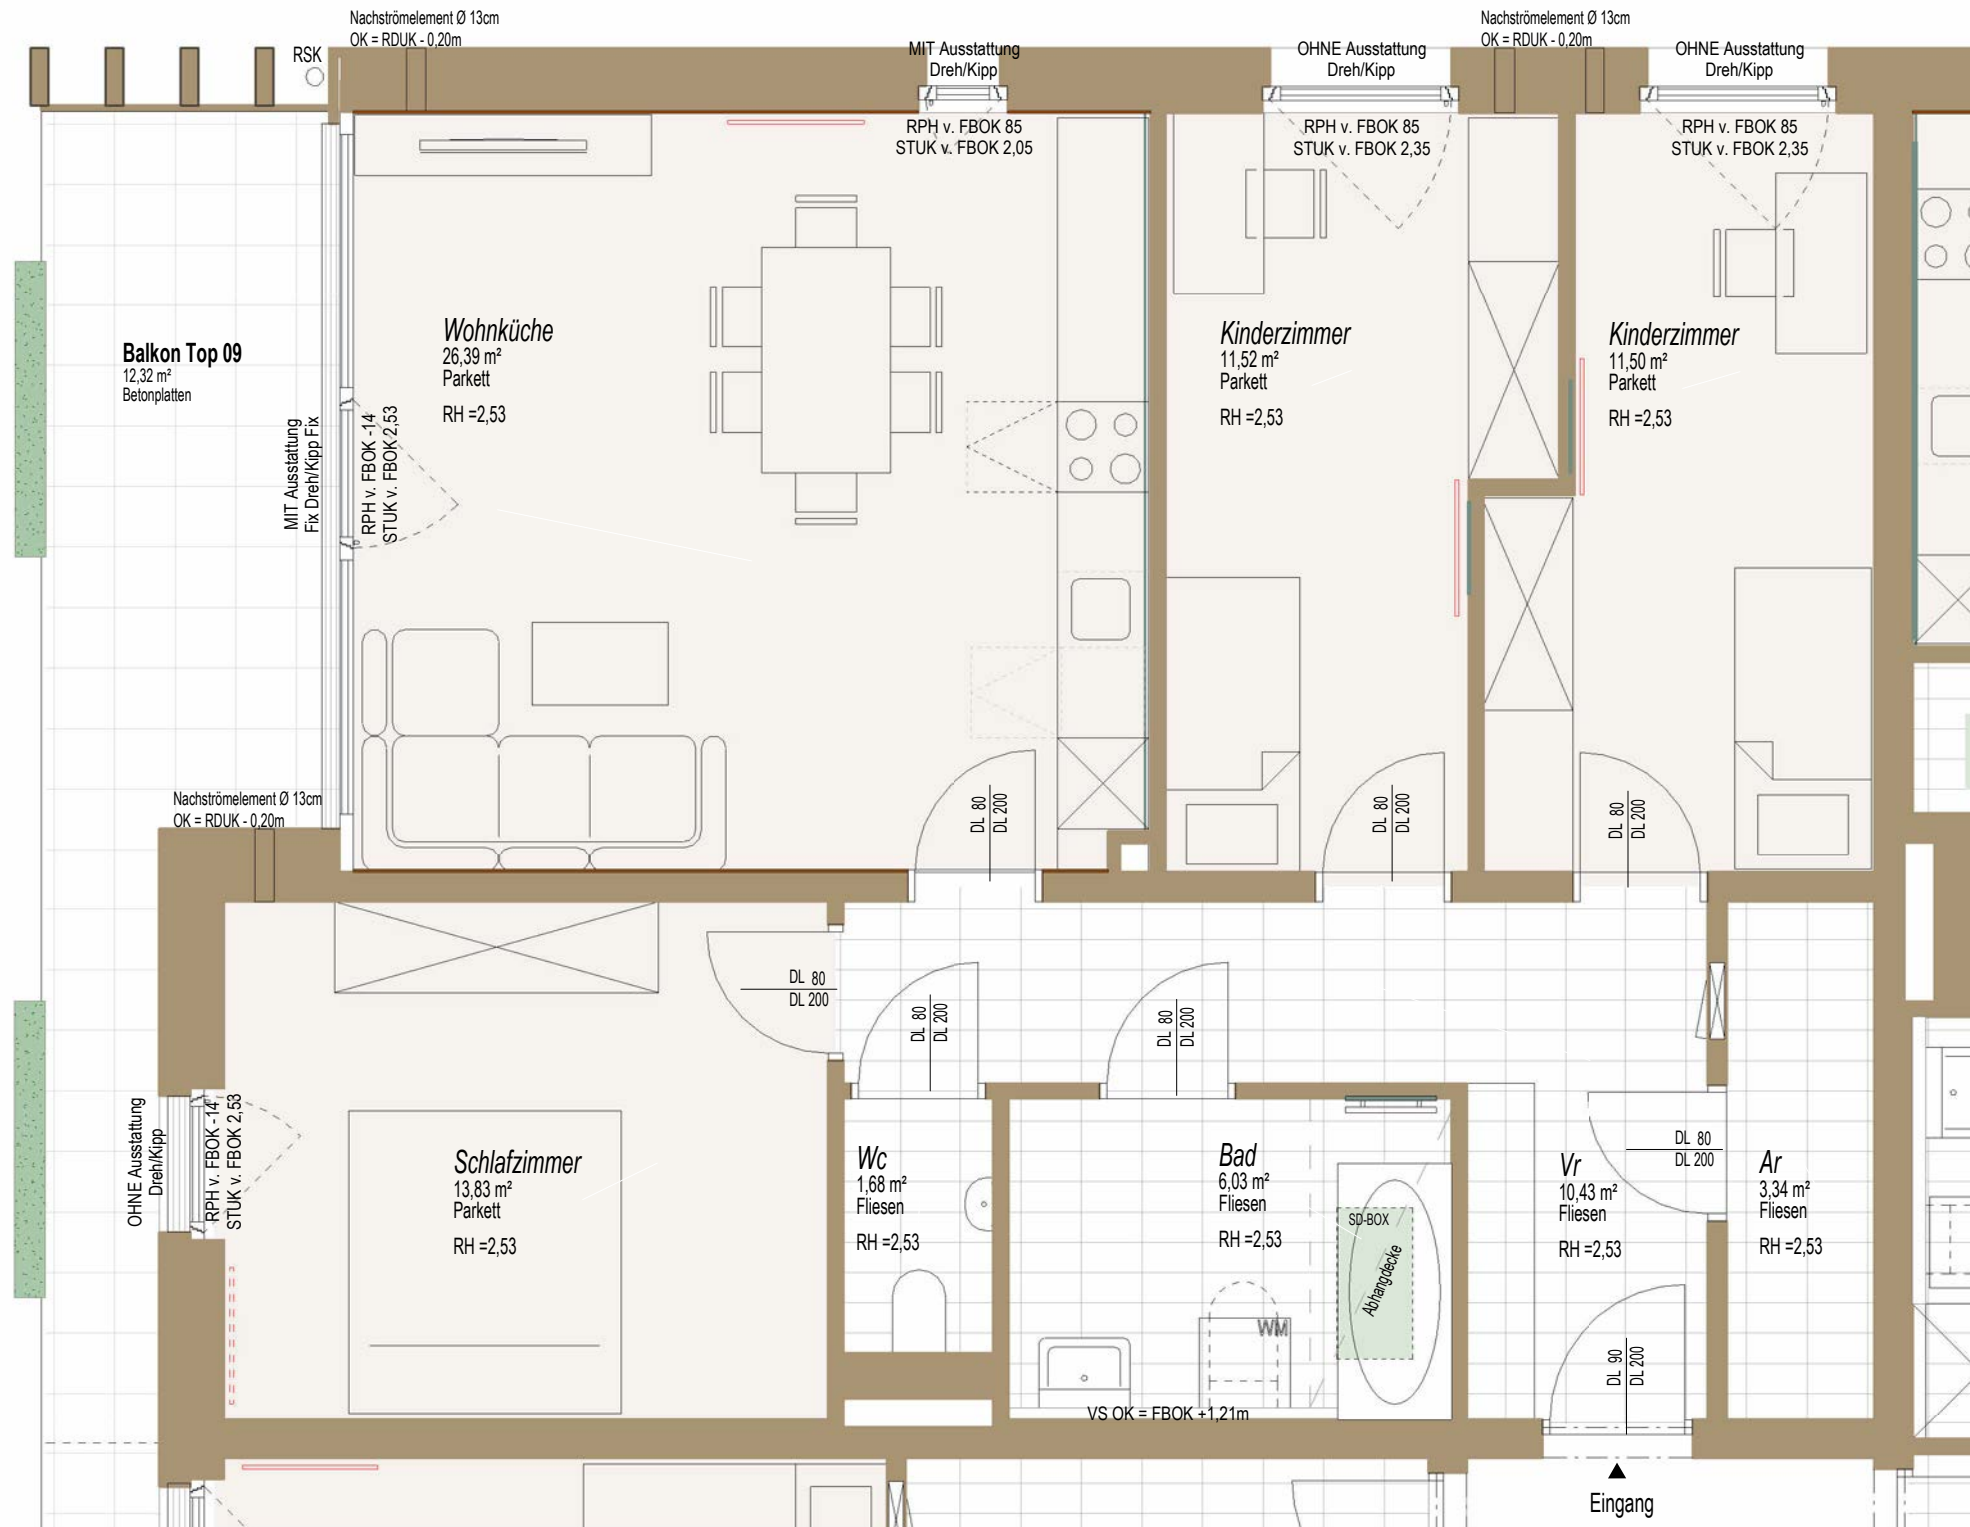 Nachströmelement Ø 13cm
OK = RDUK - 0,20m
RSK
MIT Ausstattung
Dreh/Kipp
OHNE Ausstattung
Dreh/Kipp
Nachströmelement Ø 13cm
OK = RDUK - 0,20m
OHNE Ausstattung
Dreh/Kipp
RPH v. FBOK 85
STUK v. FBOK 2,05
RPH v. FBOK 85
STUK v. FBOK 2,35
RPH v. FBOK 85
STUK v. FBOK 2,35
Balkon Top 09
12,32 m²
Betonplatten
Wohnküche
26,39 m²
Parkett
RH =2,53
Kinderzimmer
11,52 m²
Parkett
RH =2,53
Kinderzimmer
11,50 m²
Parkett
RH =2,53
MIT Ausstattung
Fix Dreh/Kipp Fix
RPH v. FBOK -14
STUK v. FBOK 2,53
Nachströmelement Ø 13cm
OK = RDUK - 0,20m
DL 80
DL 200
DL 80
DL 200
DL 80
DL 200
DL 80
DL 200
DL 80
DL 200
DL 80
DL 200
OHNE Ausstattung
Dreh/Kipp
RPH v. FBOK -14
STUK v. FBOK 2,53
Schlafzimmer
13,83 m²
Parkett
RH =2,53
Wc
1,68 m²
Fliesen
RH =2,53
Bad
6,03 m²
Fliesen
RH =2,53
SD-BOX
Abhangdecke
WM
VS OK = FBOK +1,21m
Vr
10,43 m²
Fliesen
RH =2,53
DL 80
DL 200
Ar
3,34 m²
Fliesen
RH =2,53
DL 90
DL 200
Eingang